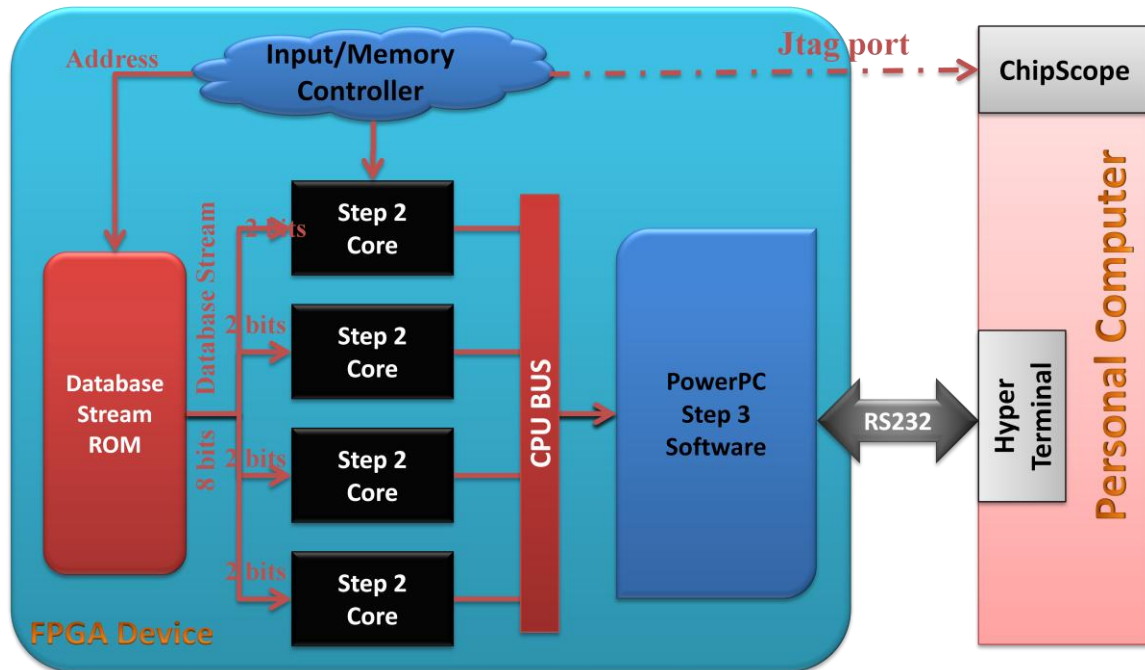 Address
Input/Memory
Controller
Jtag port
ChipScope
Step 2
Core
2 bits
Database Stream
8 bits
Database
Stream
ROM
2 bits
Step 2
Core
2 bits
Step 2
Core
2 bits
Step 2
Core
CPU BUS
PowerPC
Step 3
Software
RS232
Hyper
Terminal
Personal Computer
FPGA Device